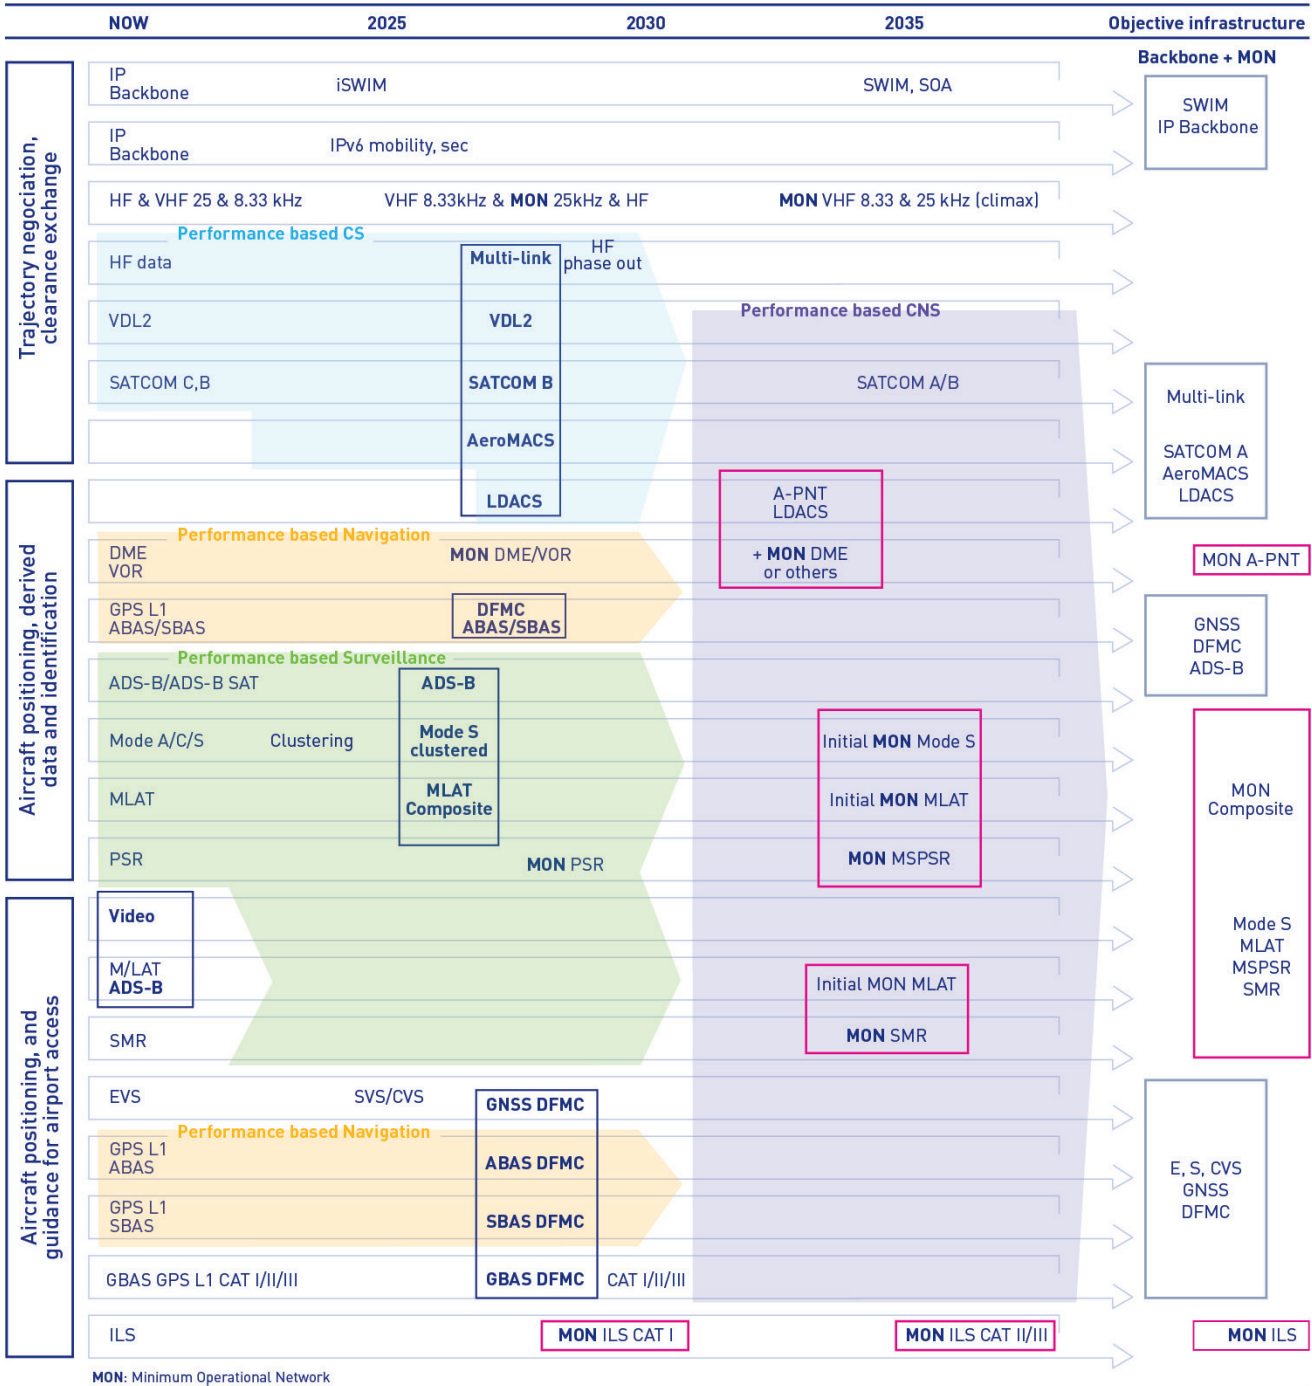 NOW 2025 2030 2035 Objective infrastructure
Backbone + MON
Trajectory negociation,
clearance exchange
IP
Backbone
iSWIM
SWIM, SOA
SWIM
IP Backbone
IP
Backbone
IPv6 mobility, sec
HF & VHF 25 & 8.33 kHz
VHF 8.33kHz & MON 25kHz & HF
MON VHF 8.33 & 25 kHz (climax)
Performance based CS
HF data
Multi-link
HF
phase out
VDL2
VDL2
Performance based CNS
SATCOM C,B
SATCOM B
SATCOM A/B
Multi-link
AeroMACS
SATCOM A
AeroMACS
LDACS
Aircraft positioning, derived
data and identification
LDACS
A-PNT
LDACS
Performance based Navigation
DME
VOR
MON DME/VOR
+ MON DME
or others
MON A-PNT
GPS L1
ABAS/SBAS
DFMC
ABAS/SBAS
GNSS
DFMC
ADS-B
Performance based Surveillance
ADS-B/ADS-B SAT
ADS-B
Mode A/C/S
Clustering
Mode S
clustered
Initial MON Mode S
MLAT
MLAT
Composite
Initial MON MLAT
MON
Composite
PSR
MON PSR
MON MSPSR
Aircraft positioning, and
guidance for airport access
Video
Mode S
MLAT
MSPSR
SMR
M/LAT
ADS-B
Initial MON MLAT
SMR
MON SMR
EVS
SVS/CVS
GNSS DFMC
Performance based Navigation
GPS L1
ABAS
ABAS DFMC
E, S, CVS
GNSS
DFMC
GPS L1
SBAS
SBAS DFMC
GBAS GPS L1 CAT I/II/III
GBAS DFMC
CAT I/II/III
ILS
MON ILS CAT I
MON ILS CAT II/III
MON ILS
MON: Minimum Operational Network